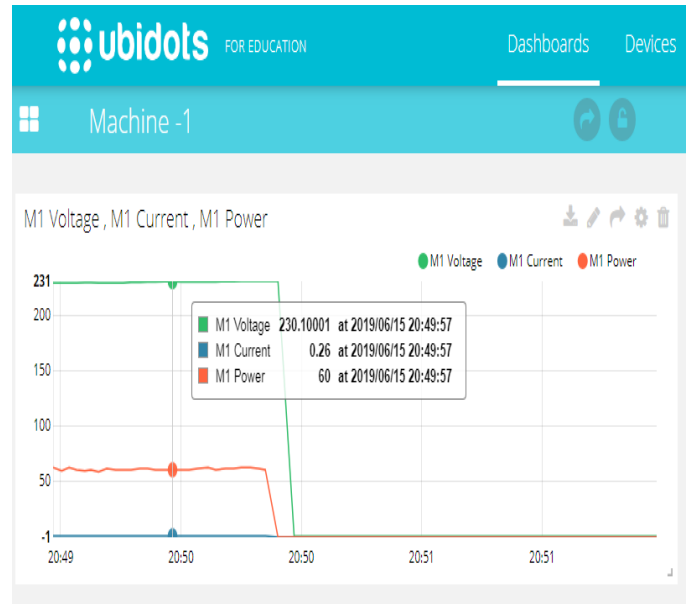 ubidots FOR EDUCATION Dashboards Devices
Machine -1
M1 Voltage , M1 Current , M1 Power
M1 Voltage M1 Current M1 Power
231
200
150
100
50
-1
M1 Voltage 230.10001 at 2019/06/15 20:49:57
M1 Current 0.26 at 2019/06/15 20:49:57
M1 Power 60 at 2019/06/15 20:49:57
20:49 20:50 20:50 20:51 20:51